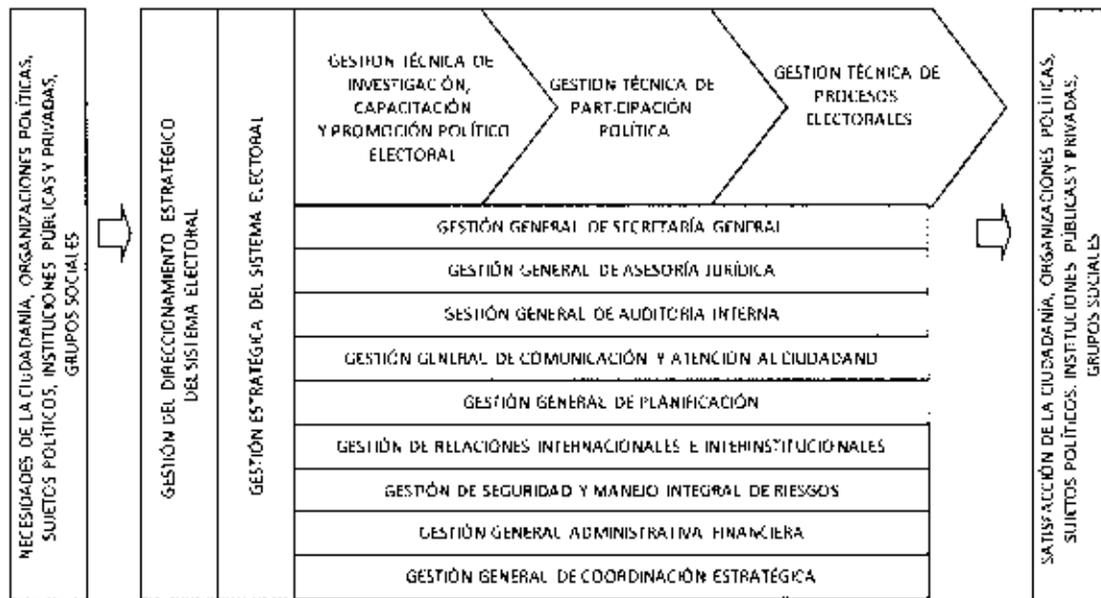 NECESIDADES DE LA CIUDADANÍA, ORGANIZACIONES POLÍTICAS,
SUJETOS POLÍTICOS, INSTITUCIONES PÚBLICAS Y PRIVADAS,
GRUPOS SOCIALES
GESTIÓN DEL DIRECCIONAMIENTO ESTRATÉGICO
DEL SISTEMA ELECTORAL
GESTIÓN ESTRATÉGICA DEL SISTEMA ELECTORAL
GESTION TÉCNICA DE
INVESTIGACIÓN,
CAPACITACIÓN
Y PROMOCIÓN POLÍTICO
ELECTORAL
GESTION TÉCNICA DE
PARTICIPACIÓN
POLÍTICA
GESTION TÉCNICA DE
PROCESOS
ELECTORALES
GESTIÓN GENERAL DE SECRETARÍA GENERAL
GESTIÓN GENERAL DE ASESORÍA JURÍDICA
GESTIÓN GENERAL DE AUDITORIA INTERNA
GESTIÓN GENERAL DE COMUNICACIÓN Y ATENCIÓN AL CIUDADANO
GESTIÓN GENERAL DE PLANIFICACIÓN
GESTIÓN DE RELACIONES INTERNACIONALES E INTERINSTITUCIONALES
GESTIÓN DE SEGURIDAD Y MANEJO INTEGRAL DE RIESGOS
GESTIÓN GENERAL ADMINISTRATIVA FINANCIERA
GESTIÓN GENERAL DE COORDINACIÓN ESTRATÉGICA
SATISFACCIÓN DE LA CIUDADANÍA, ORGANIZACIONES POLÍTICAS,
SUJETOS POLÍTICOS, INSTITUCIONES PÚBLICAS Y PRIVADAS,
GRUPOS SOCIALES